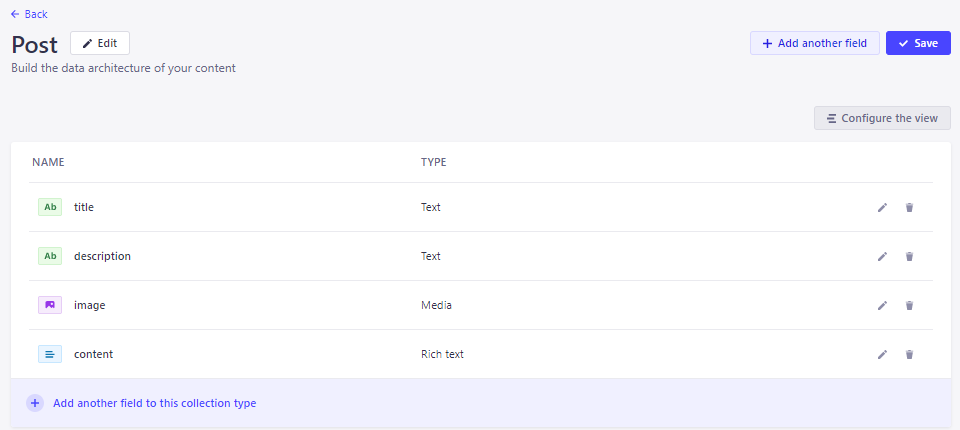 Back
Post
Edit
Add another field
Save
Build the data architecture of your content
Configure the view
NAME TYPE
Ab title Text
Ab description Text
image Media
content Rich text
Add another field to this collection type